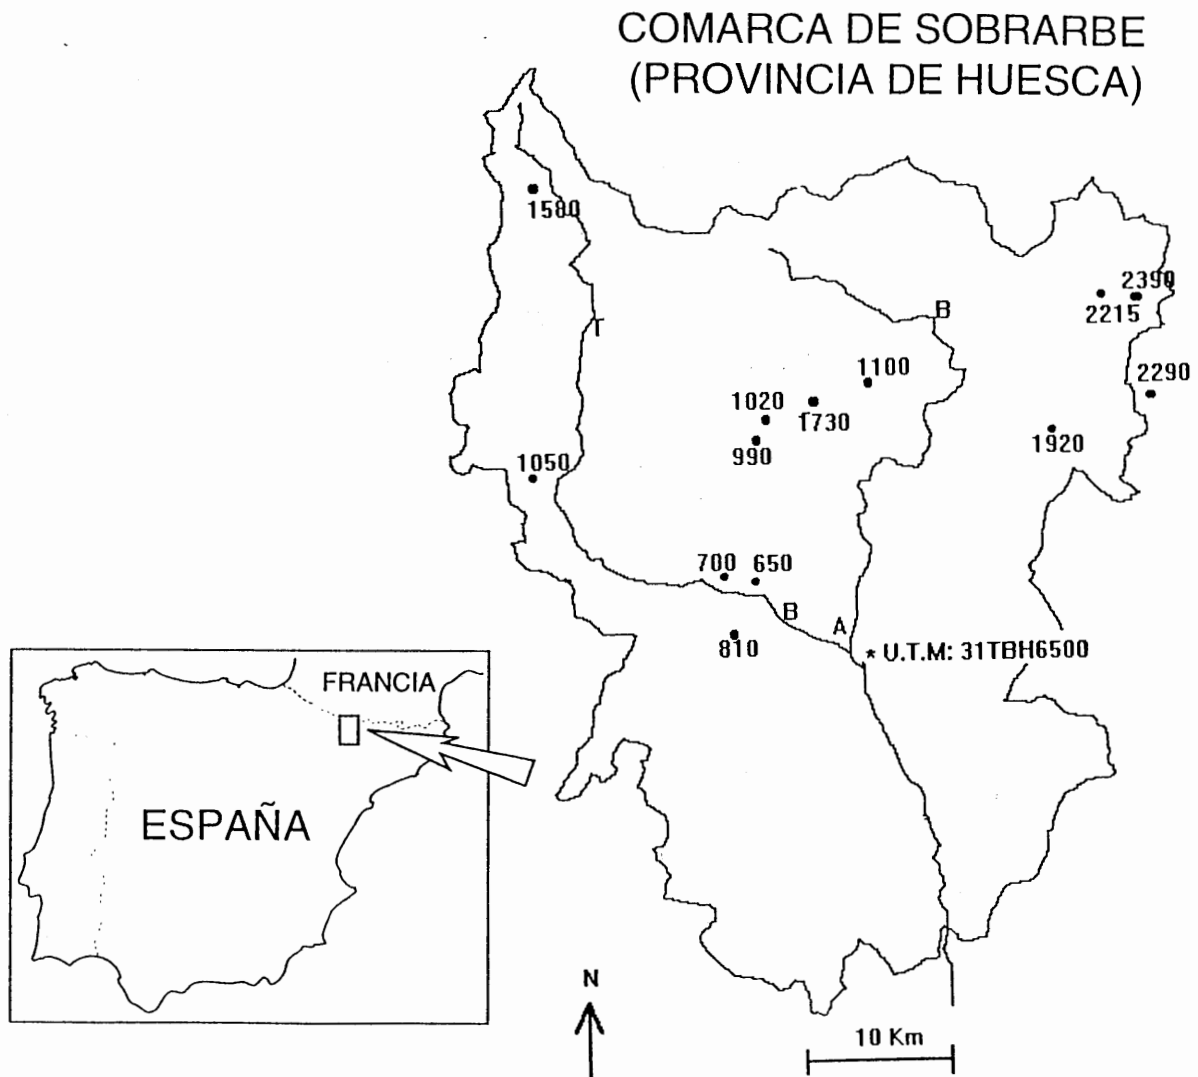 COMARCA DE SOBRARBE
(PROVINCIA DE HUESCA)
1580
T
B
2390
2215
2290
1100
1020
1730
990
1920
1050
700
650
B
A
810
* U.T.M: 31TBH6500
FRANCIA
ESPAÑA
N
10 Km